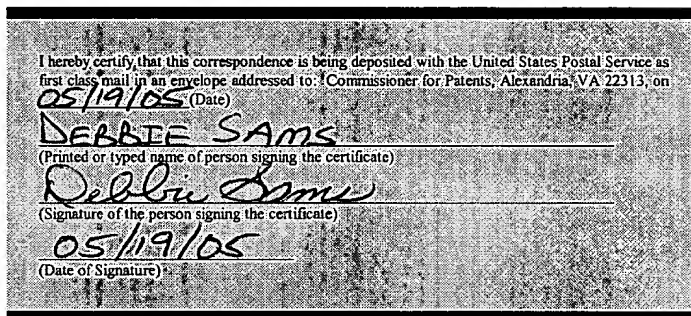 I hereby certify that this correspondence is being deposited with the United States Postal Service as
first class mail in an envelope addressed to: Commissioner for Patents, Alexandria, VA 22313, on
05/19/05 (Date)
DEBBIE SAMS
(Printed or typed name of person signing the certificate)
Debbie Sams
(Signature of the person signing the certificate)
05/19/05
(Date of Signature)